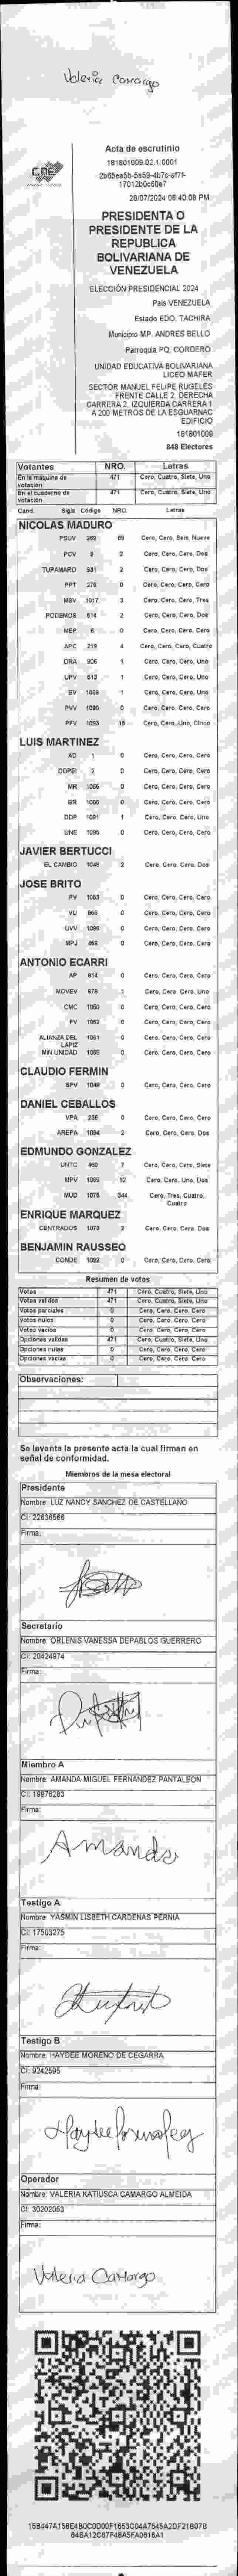 Valeria Camargo
CNE
Acta de escrutinio
181801009.02.1.0001
28/07/2024 06:40:08 PM
PRESIDENTA O
PRESIDENTE DE LA
REPUBLICA
BOLIVARIANA DE
VENEZUELA
ELECCIÓN PRESIDENCIAL 2024
Pais VENEZUELA
Estado EDO. TACHIRA
Municipio MP. ANDRES BELLO
Parroquia PQ. CORDERO
UNIDAD EDUCATIVA BOLIVARIANA
LICEO MAFER
SECTOR MANUEL FELIPE RUGELES
FRENTE CALLE 2. DERECHA
CARRERA 2. IZQUIERDA CARRERA 1
A 200 METROS DE LA ESGUARNAC
EDIFICIO
181801009
848 Electores
Votantes NRO. Letras
En la maquina de votación 471 Cero, Cuatro, Siete, Uno
En el cuaderno de votación 471 Cero, Cuatro, Siete, Uno
Cand. Sigla Código NRO. Letras
NICOLAS MADURO
PSUV 269 69 Cero, Cero, Seis, Nueve
PCV 9 2 Cero, Cero, Cero, Dos
TUPAMARO 931 2 Cero, Cero, Cero, Dos
PPT 276 0 Cero, Cero, Cero, Cero
MSV 1017 3 Cero, Cero, Cero, Tres
PODEMOS 614 2 Cero, Cero, Cero, Dos
MEP 6 0 Cero, Cero, Cero, Cero
APC 219 4 Cero, Cero, Cero, Cuatro
DRA 906 1 Cero, Cero, Cero, Uno
UPV 613 1 Cero, Cero, Cero, Uno
EV 1089 1 Cero, Cero, Cero, Uno
PVV 1090 0 Cero, Cero, Cero, Cero
PFV 1093 15 Cero, Cero, Uno, Cinco
LUIS MARTINEZ
AD 1 0 Cero, Cero, Cero, Cero
COPEI 2 0 Cero, Cero, Cero, Cero
MR 1066 0 Cero, Cero, Cero, Cero
BR 1066 0 Cero, Cero, Cero, Cero
DDP 1091 1 Cero, Cero, Cero, Uno
UNE 1095 0 Cero, Cero, Cero, Cero
JAVIER BERTUCCI
EL CAMBIO 1048 2 Cero, Cero, Cero, Dos
JOSE BRITO
PV 1063 0 Cero, Cero, Cero, Cero
VU 868 0 Cero, Cero, Cero, Cero
UVV 1096 0 Cero, Cero, Cero, Cero
MPJ 456 0 Cero, Cero, Cero, Cero
ANTONIO ECARRI
AP 914 0 Cero, Cero, Cero, Cero
MOVEV 978 1 Cero, Cero, Cero, Uno
CMC 1050 0 Cero, Cero, Cero, Cero
FV 1062 0 Cero, Cero, Cero, Cero
ALIANZA DEL LAPIZ 1061 0 Cero, Cero, Cero, Cero
MIN UNIDAD 1088 0 Cero, Cero, Cero, Cero
CLAUDIO FERMIN
SPV 1049 0 Cero, Cero, Cero, Cero
DANIEL CEBALLOS
VPA 236 0 Cero, Cero, Cero, Cero
AREPA 1094 2 Cero, Cero, Cero, Dos
EDMUNDO GONZALEZ
UNTC 490 7 Cero, Cero, Cero, Siete
MPV 1069 12 Cero, Cero, Uno, Dos
MUD 1075 344 Cero, Tres, Cuatro, Cuatro
ENRIQUE MARQUEZ
CENTRADOS 1073 2 Cero, Cero, Cero, Dos
BENJAMIN RAUSSEO
CONDE 1092 0 Cero, Cero, Cero, Cero
Resumen de votos
Votos 471 Cero, Cuatro, Siete, Uno
Votos validos 471 Cero, Cuatro, Siete, Uno
Votos parciales 0 Cero, Cero, Cero, Cero
Votos nulos 0 Cero, Cero, Cero, Cero
Votos vacios 0 Cero, Cero, Cero, Cero
Opciones validas 471 Cero, Cuatro, Siete, Uno
Opciones nulas 0 Cero, Cero, Cero, Cero
Opciones vacias 0 Cero, Cero, Cero, Cero
Observaciones:
Se levanta la presente acta la cual firman en
señal de conformidad.
Miembros de la mesa electoral
Presidente
Nombre: LUZ NANCY SANCHEZ DE CASTELLANO
CI: 22636566
Firma:
Secretario
Nombre: ORLENIS VANESSA DEPABLOS GUERRERO
CI: 20424974
Firma:
Miembro A
Nombre: AMANDA MIGUEL FERNANDEZ PANTALEON
CI: 19976283
Firma:
Amanda
Testigo A
Nombre: YASMIN LISBETH CARDENAS PERNIA
CI: 17503275
Firma:
Testigo B
Nombre: HAYDEE MORENO DE CEGARRA
CI: 9242595
Firma:
Operador
Nombre: VALERIA KATIUSCA CAMARGO ALMEIDA
CI: 30202053
Firma:
Valeria Camargo